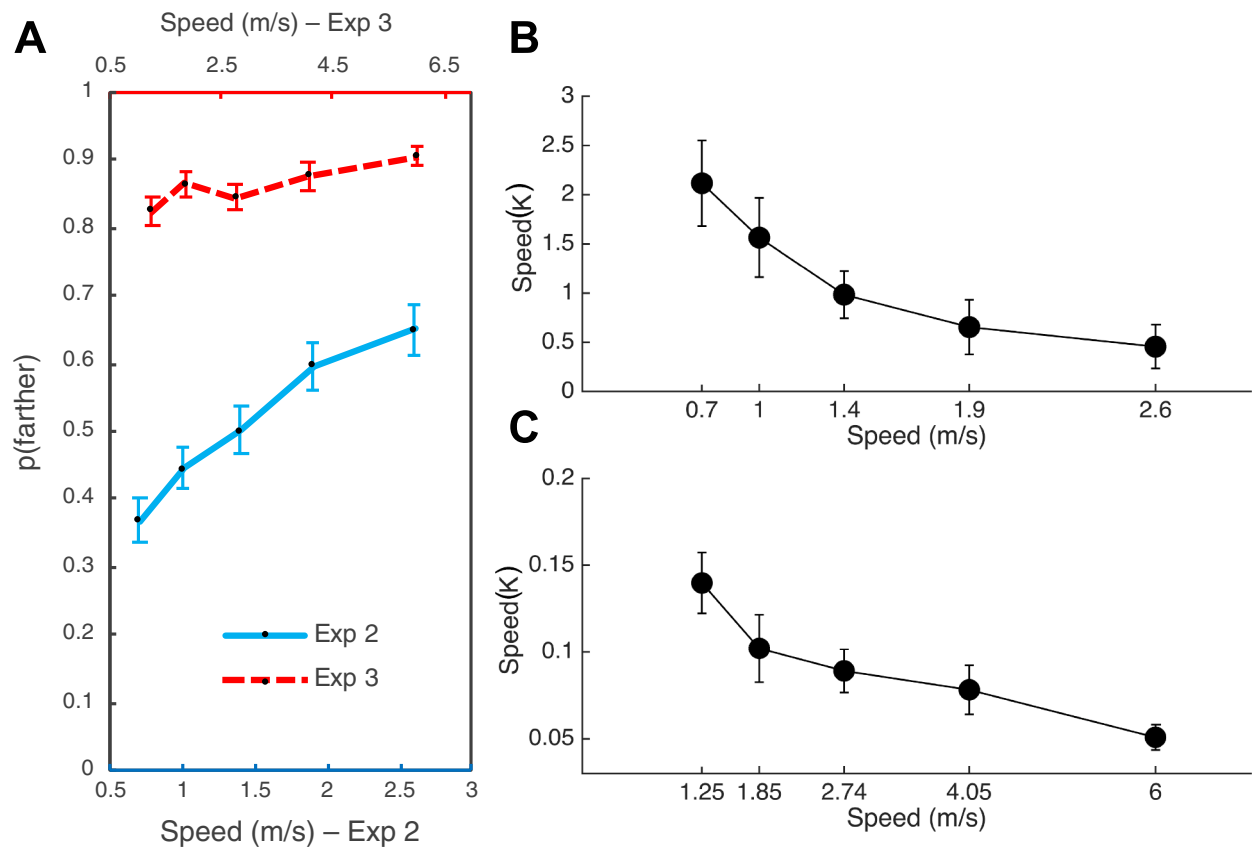 A
Speed (m/s) – Exp 3
0.5 2.5 4.5 6.5
1
0.9
0.8
0.7
0.6
0.5
0.4
0.3
0.2
0.1
0
p(farther)
Exp 2
Exp 3
0.5 1 1.5 2 2.5 3
Speed (m/s) – Exp 2
B
3
2.5
2
1.5
1
0.5
0
Speed(K)
0.7 1 1.4 1.9 2.6
Speed (m/s)
C
0.2
0.15
0.1
0.05
Speed(K)
1.25 1.85 2.74 4.05 6
Speed (m/s)